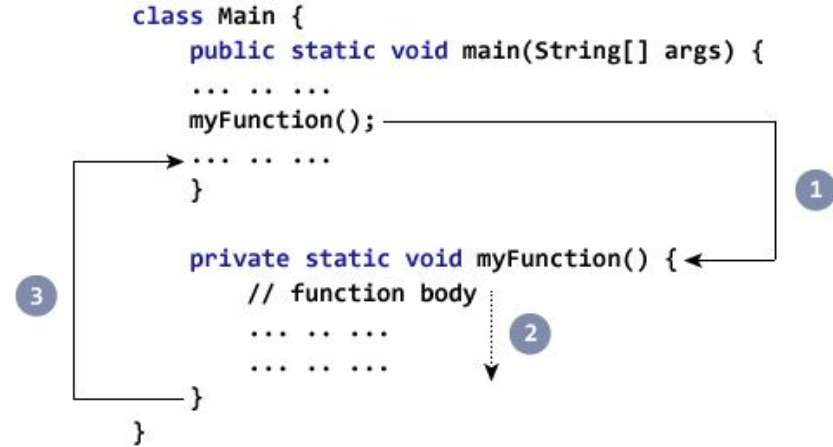 class Main {
public static void main(String[] args) {
... .. ...
myFunction();
... .. ...
}
1
private static void myFunction() {
3
// function body
... .. ...
2
... .. ...
}
}